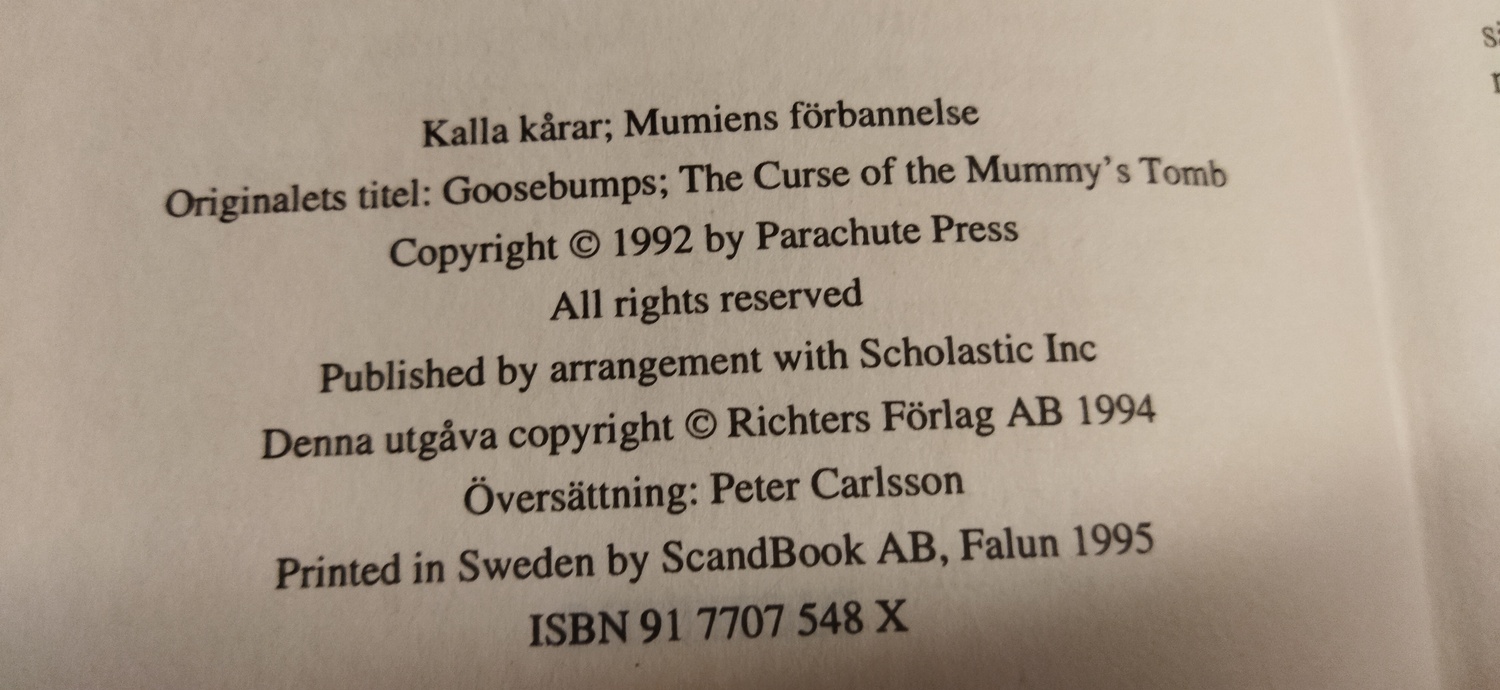 Kalla kårar; Mumiens förbannelse
Originalets titel: Goosebumps; The Curse of the Mummy's Tomb
Copyright © 1992 by Parachute Press
All rights reserved
Published by arrangement with Scholastic Inc
Denna utgåva copyright © Richters Förlag AB 1994
Översättning: Peter Carlsson
Printed in Sweden by ScandBook AB, Falun 1995
ISBN 91 7707 548 X